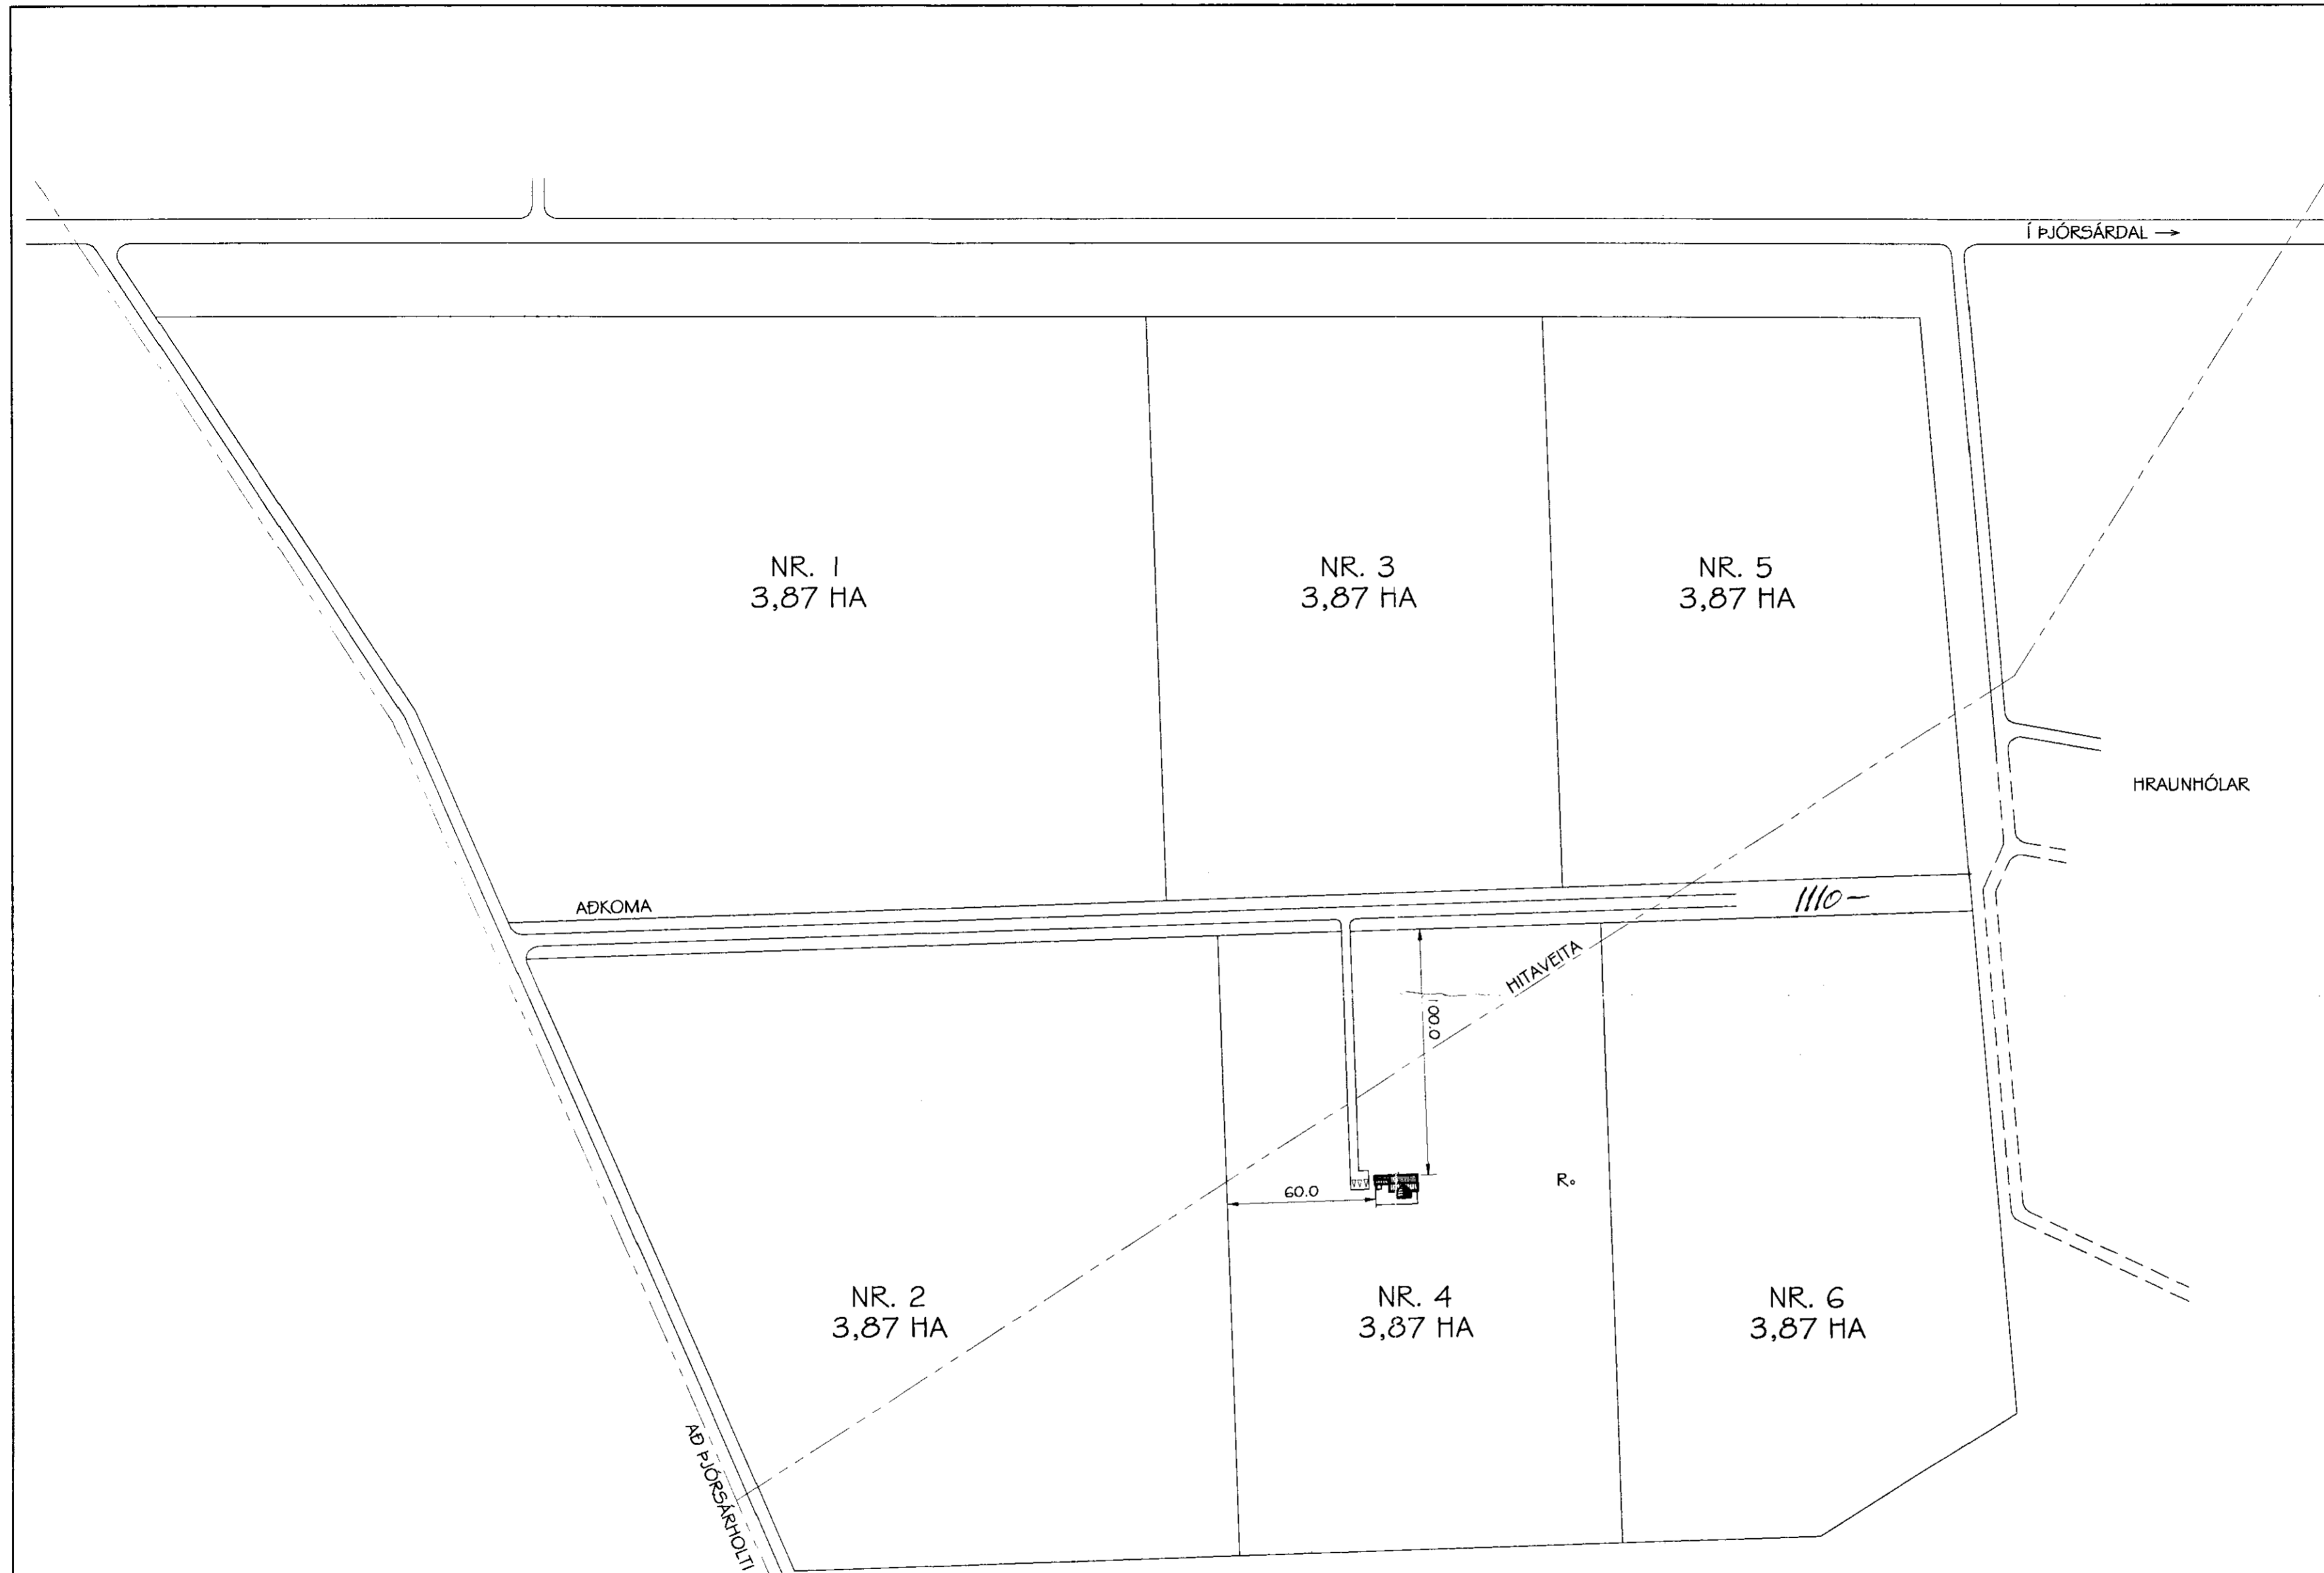 Í ÞJÓRSÁRDAL →
NR. 1
3,87 HA
NR. 3
3,87 HA
NR. 5
3,87 HA
HRAUNHÓLAR
AÐKOMA
HITAVEITA
100.0
60.0
R.
NR. 2
3,87 HA
NR. 4
3,87 HA
NR. 6
3,87 HA
AÐ ÞJÓRSÁRHOLTI